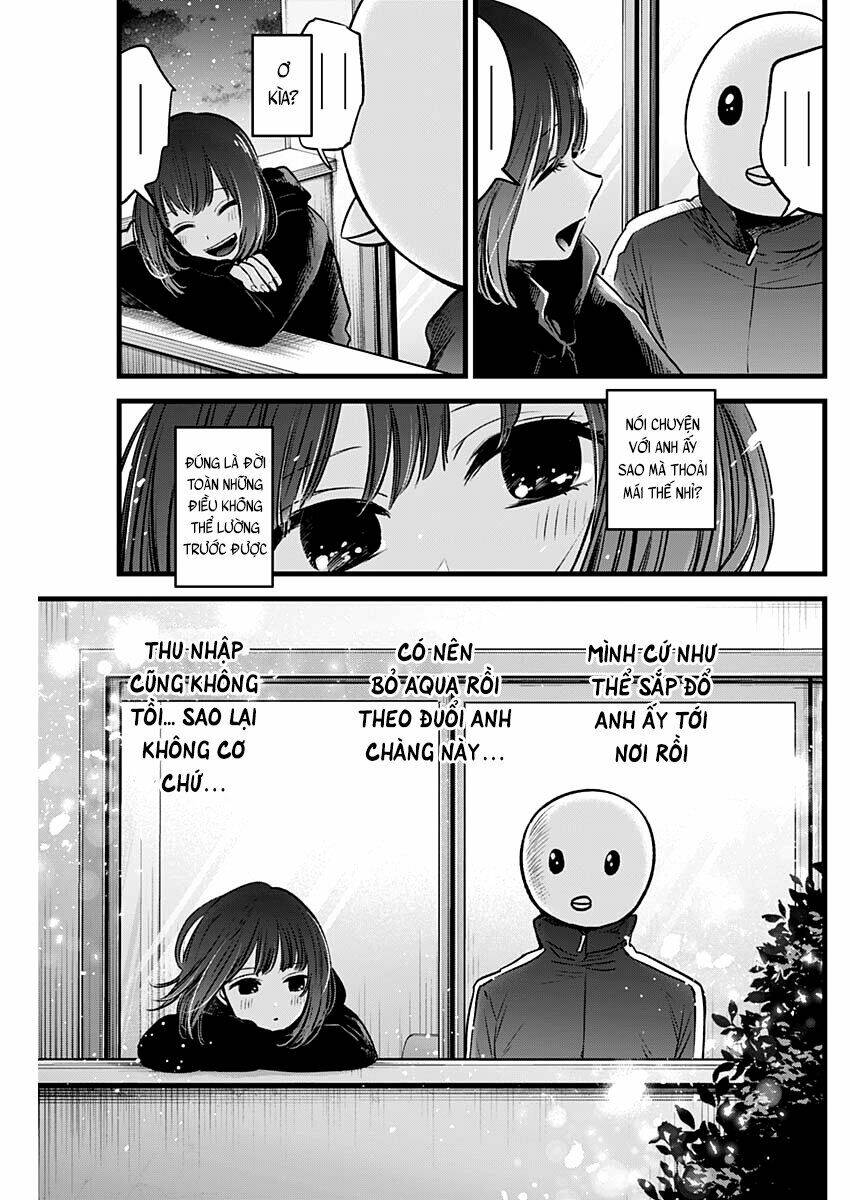 Ơ
KÌA?
NÓI CHUYỆN
VỚI ANH ẤY
SAO MÀ THOẢI
MÁI THẾ NHỈ?
ĐÚNG LÀ ĐỜI
TOÀN NHỮNG
ĐIỀU KHÔNG
THỂ LƯỜNG
TRƯỚC ĐƯỢC
MÌNH CỨ NHƯ
THỂ SẮP ĐỔ
ANH ẤY TỚI
NƠI RỒI
CÓ NÊN
BỎ AQUA RỒI
THEO ĐUỔI ANH
CHÀNG NÀY...
THU NHẬP
CŨNG KHÔNG
TỒI... SAO LẠI
KHÔNG CƠ
CHỨ...